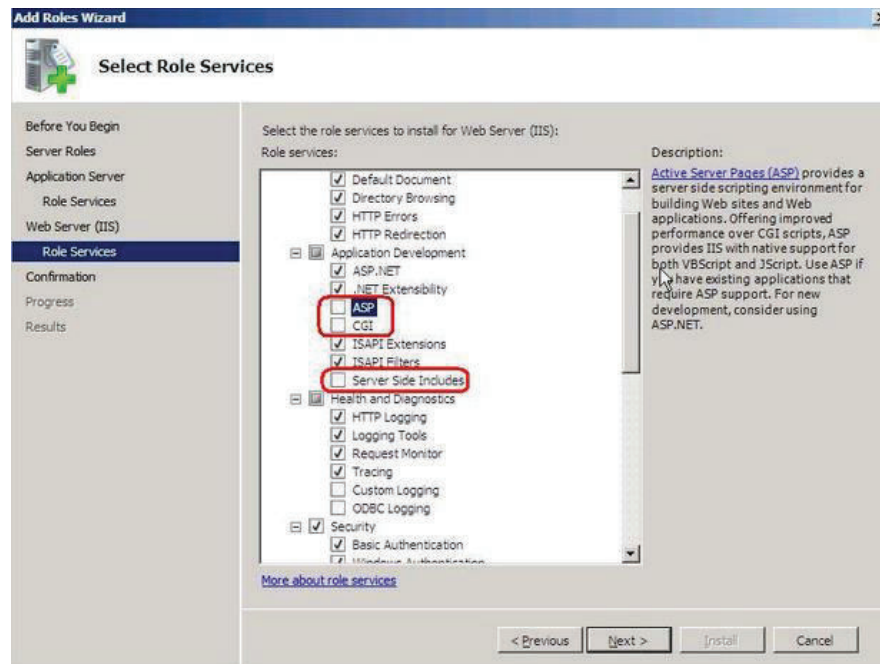 Add Roles Wizard
Select Role Services
Before You Begin
Server Roles
Application Server
Role Services
Web Server (IIS)
Role Services
Confirmation
Progress
Results
Select the role services to install for Web Server (IIS):
Role services:
Default Document
Directory Browsing
HTTP Errors
HTTP Redirection
Application Development
ASP.NET
.NET Extensibility
ASP
CGI
ISAPI Extensions
ISAPI Filters
Server Side Includes
Health and Diagnostics
HTTP Logging
Logging Tools
Request Monitor
Tracing
Custom Logging
ODBC Logging
Security
Basic Authentication
Windows Authentication
More about role services
Description:
Active Server Pages (ASP) provides a
server side scripting environment for
building Web sites and Web
applications. Offering improved
performance over CGI scripts, ASP
provides IIS with native support for
both VBScript and JScript. Use ASP if
you have existing applications that
require ASP support. For new
development, consider using
ASP.NET.
< Previous
Next >
Install
Cancel